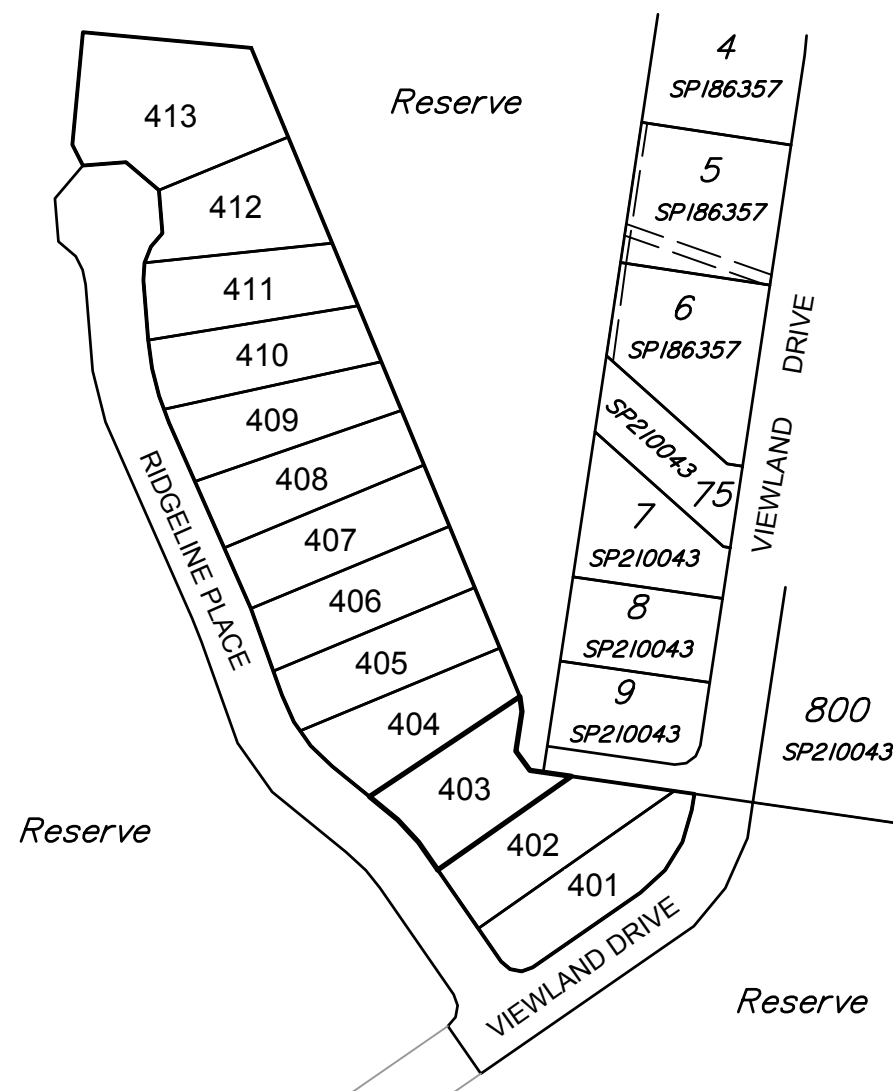 4
SP186357
Reserve
413
5
SP186357
412
411
6
SP186357
VIEWLAND DRIVE
410
409
SP210043
75
408
7
SP210043
407
RIDGELINE PLACE
406
8
SP210043
405
9
SP210043
404
800
SP210043
403
Reserve
402
401
VIEWLAND DRIVE
Reserve